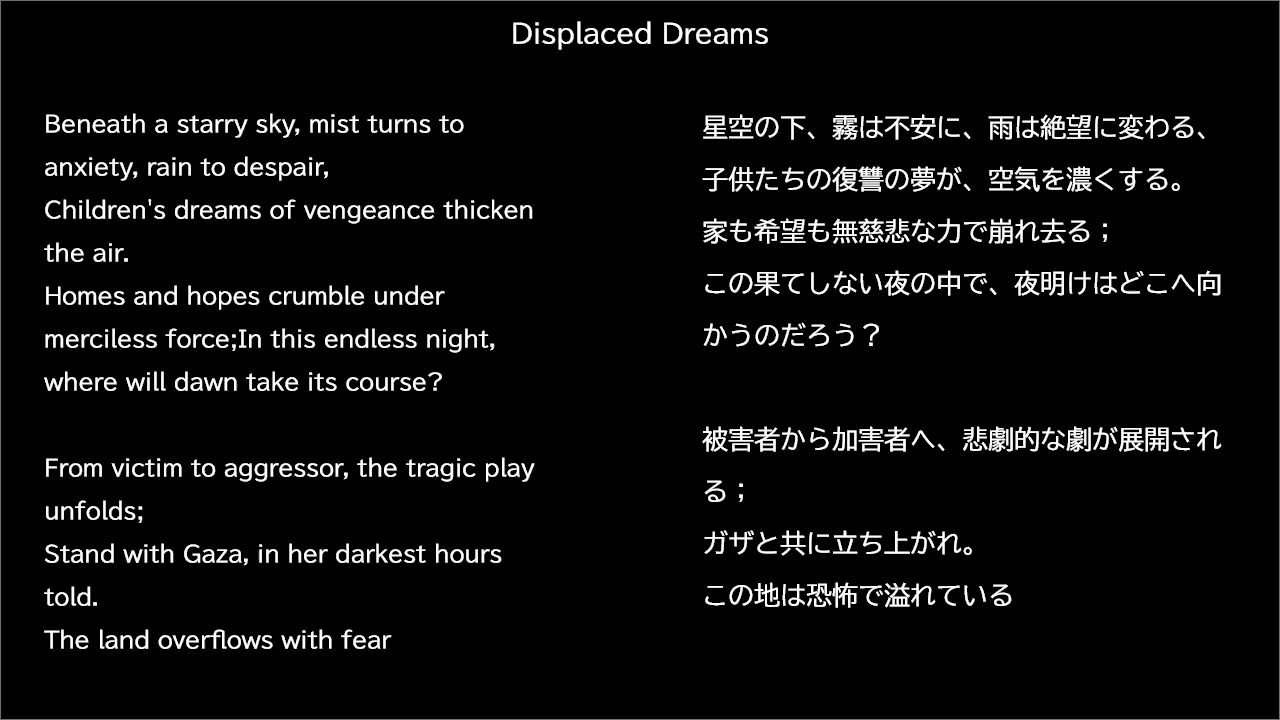 Displaced Dreams
Beneath a starry sky, mist turns to
anxiety, rain to despair,
Children's dreams of vengeance thicken
the air.
Homes and hopes crumble under
merciless force;In this endless night,
where will dawn take its course?
From victim to aggressor, the tragic play
unfolds;
Stand with Gaza, in her darkest hours
told.
The land overflows with fear
星空の下、霧は不安に、雨は絶望に変わる、
子供たちの復讐の夢が、空気を濃くする。
家も希望も無慈悲な力で崩れ去る；
この果てしない夜の中で、夜明けはどこへ向
かうのだろう？
被害者から加害者へ、悲劇的な劇が展開され
る；
ガザと共に立ち上がれ。
この地は恐怖で溢れている